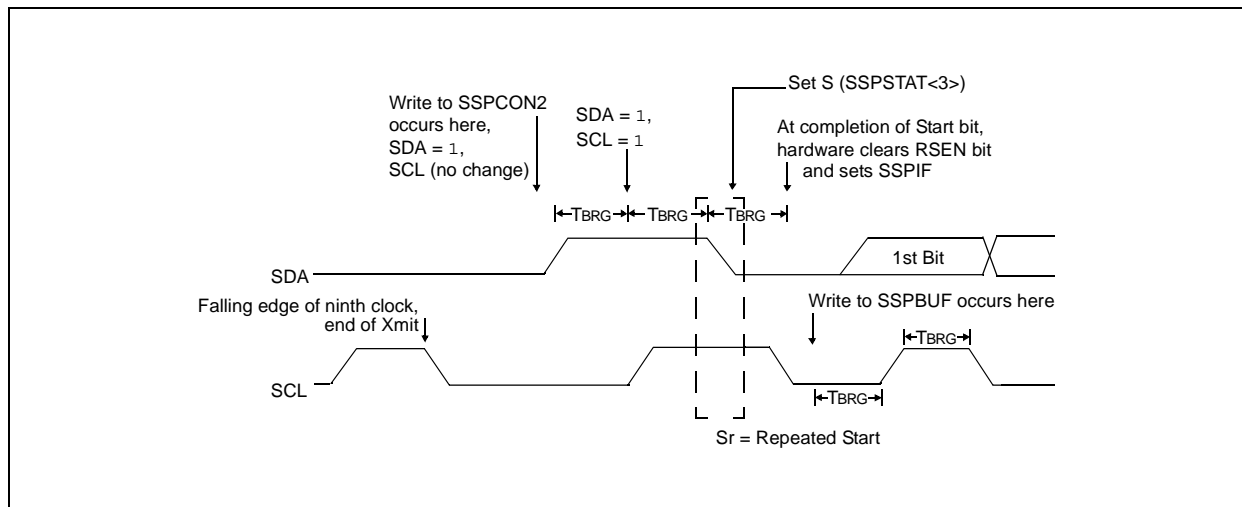 Set S (SSPSTAT<3>)
Write to SSPCON2
occurs here,
SDA = 1,
SCL (no change)
SDA = 1,
SCL = 1
At completion of Start bit,
hardware clears RSEN bit
and sets SSPIF
TBRG
TBRG
TBRG
SDA
1st Bit
Falling edge of ninth clock,
end of Xmit
Write to SSPBUF occurs here
TBRG
SCL
TBRG
Sr = Repeated Start